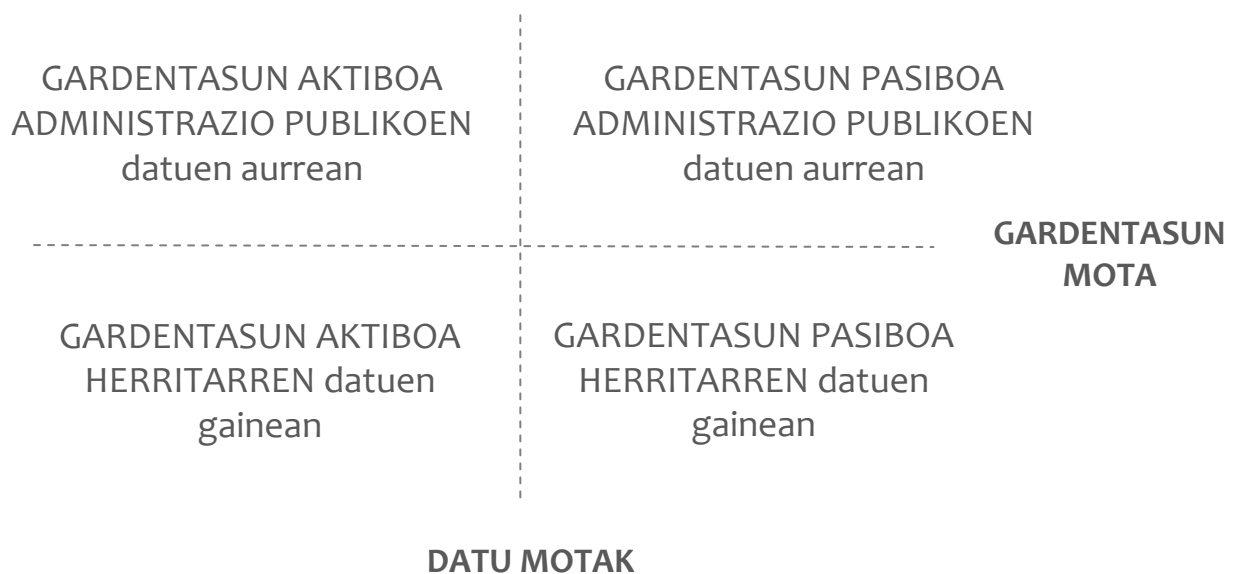 GARDENTASUN AKTIBOA
ADMINISTRAZIO PUBLIKOEN
datuen aurrean
GARDENTASUN PASIBOA
ADMINISTRAZIO PUBLIKOEN
datuen aurrean
GARDENTASUN
MOTA
GARDENTASUN AKTIBOA
HERRITARREN datuen
gainean
GARDENTASUN PASIBOA
HERRITARREN datuen
gainean
DATU MOTAK